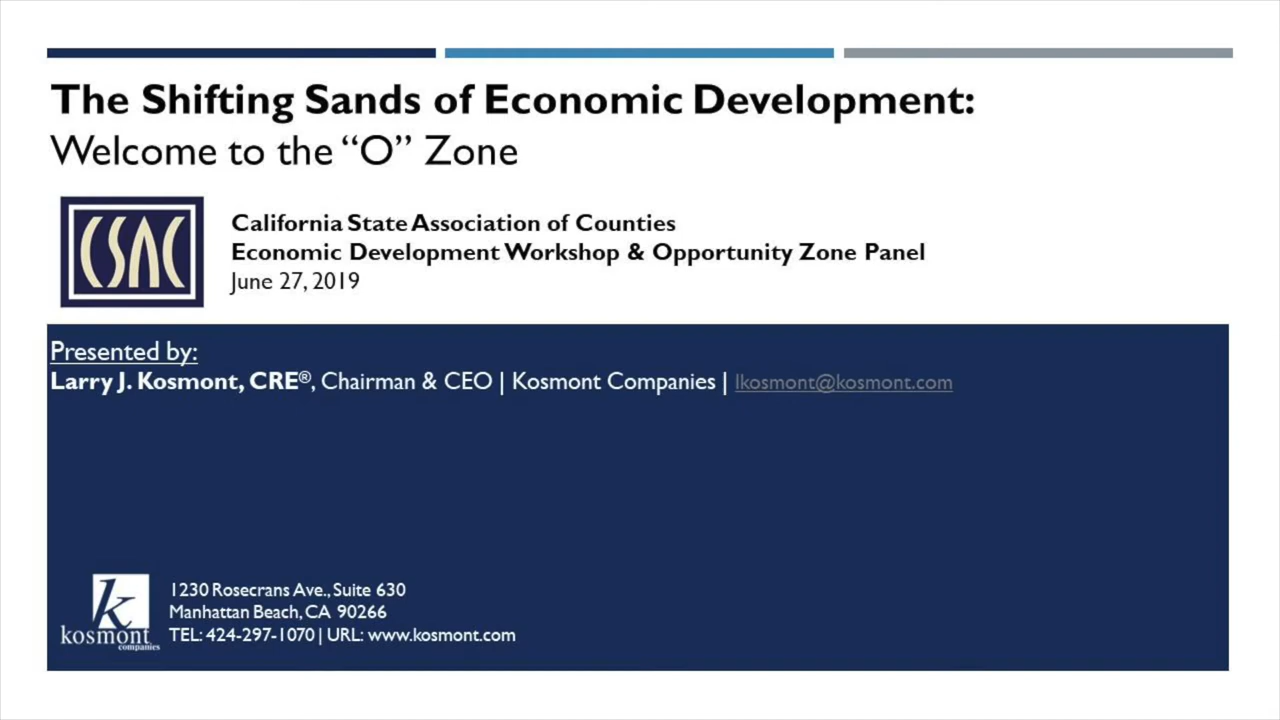 The Shifting Sands of Economic Development:
Welcome to the “O” Zone
CSAC
California State Association of Counties
Economic Development Workshop & Opportunity Zone Panel
June 27, 2019
Presented by:
Larry J. Kosmont, CRE®, Chairman & CEO | Kosmont Companies | lkosmont@kosmont.com
k
kosmont
companies
1230 Rosecrans Ave., Suite 630
Manhattan Beach, CA 90266
TEL: 424-297-1070 | URL: www.kosmont.com